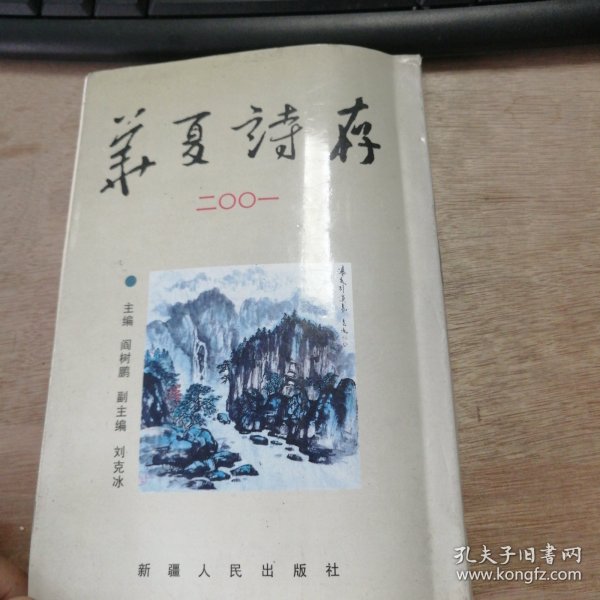 華夏詩存
二〇〇一
主编 阎树鹏 副主编 刘克冰
新疆人民出版社
孔夫子旧书网
www.kongfz.com